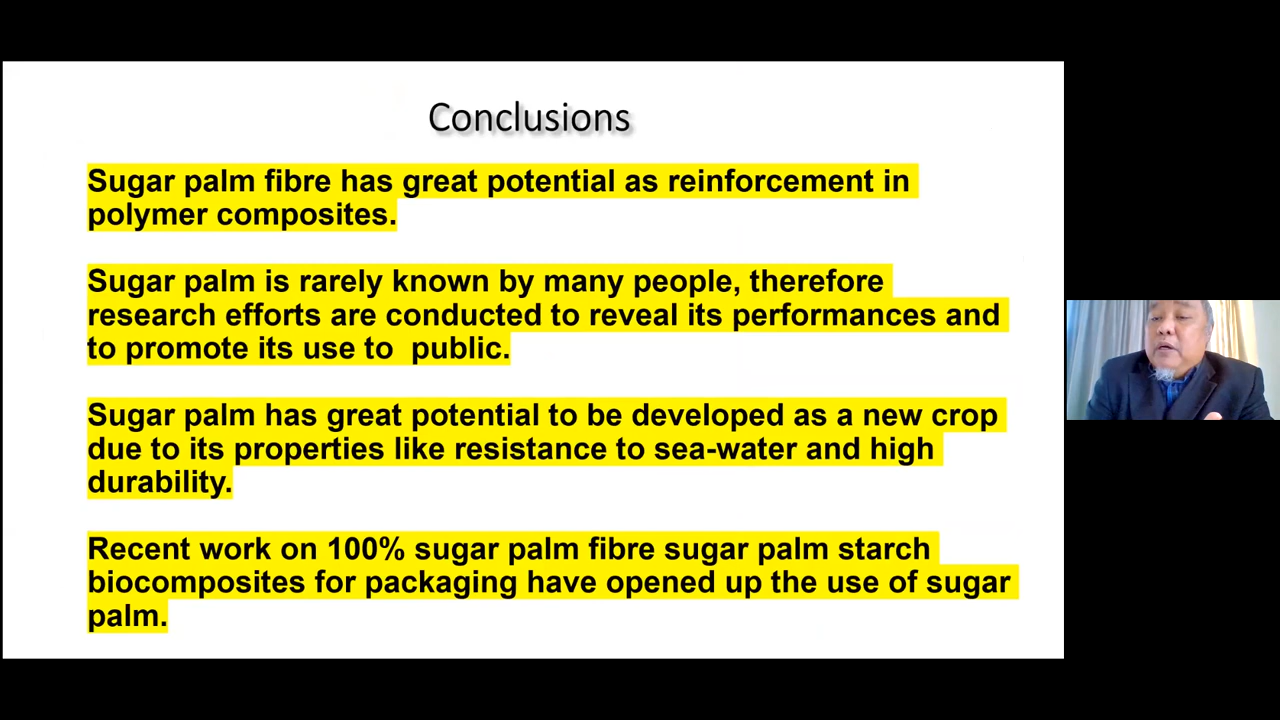 Conclusions
Sugar palm fibre has great potential as reinforcement in
polymer composites.
Sugar palm is rarely known by many people, therefore
research efforts are conducted to reveal its performances and
to promote its use to  public.
Sugar palm has great potential to be developed as a new crop
due to its properties like resistance to sea-water and high
durability.
Recent work on 100% sugar palm fibre sugar palm starch
biocomposites for packaging have opened up the use of sugar
palm.